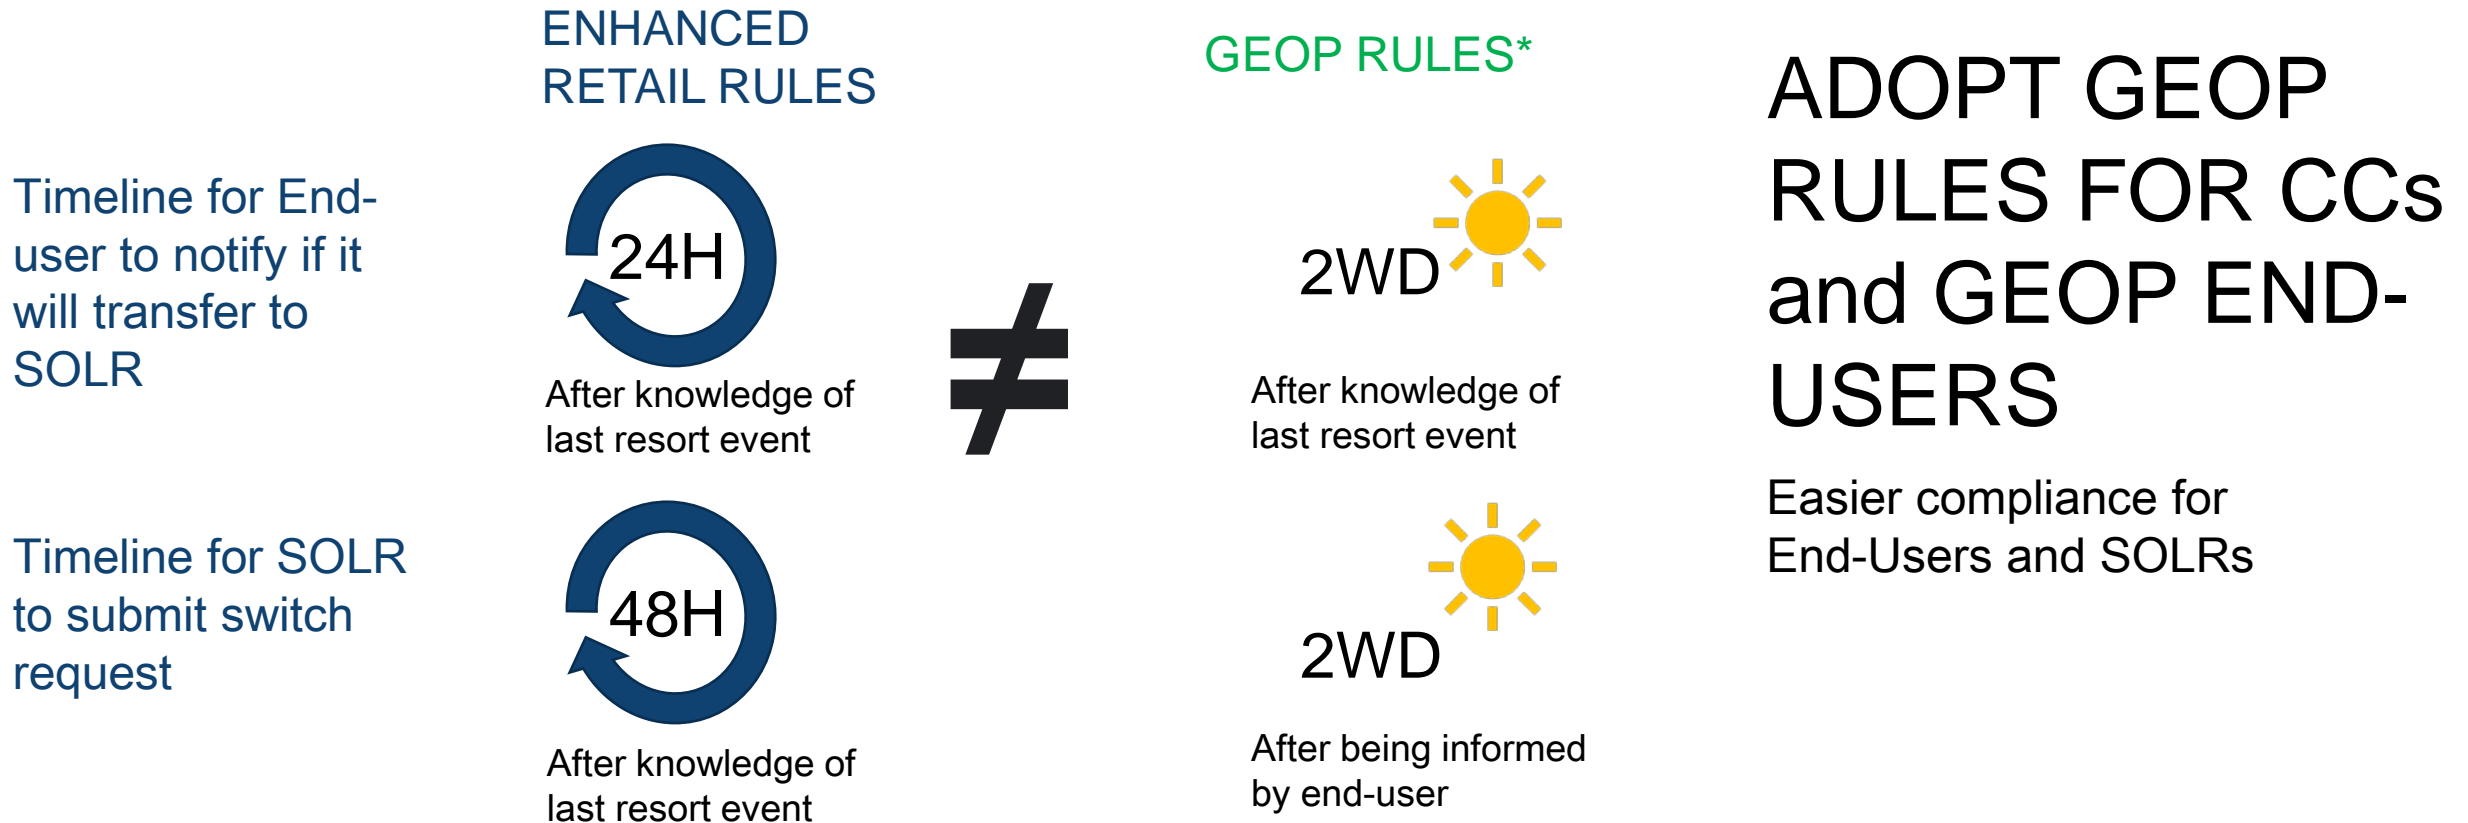 ENHANCED
RETAIL RULES
GEOP RULES*
Timeline for End-
user to notify if it
will transfer to
SOLR
24H
After knowledge of
last resort event
≠
2WD
After knowledge of
last resort event
Timeline for SOLR
to submit switch
request
48H
After knowledge of
last resort event
2WD
After being informed
by end-user
ADOPT GEOP
RULES FOR CCs
and GEOP END-
USERS
Easier compliance for
End-Users and SOLRs